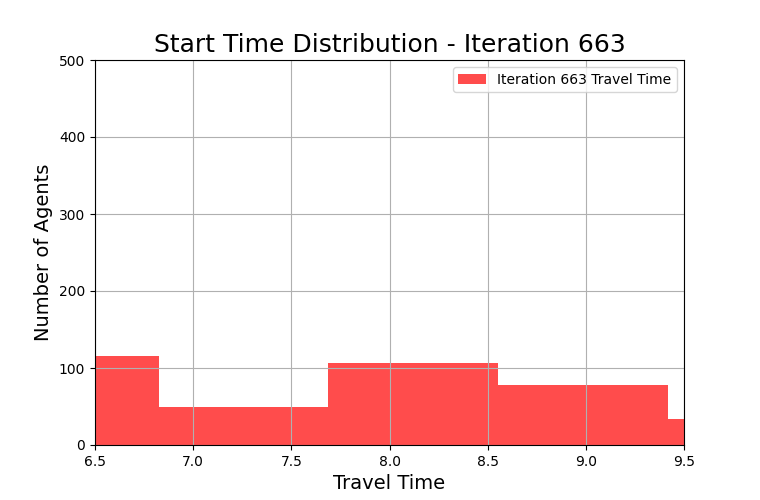 Start Time Distribution - Iteration 663
500
Iteration 663 Travel Time
400
300
200
100
0
Number of Agents
6.5 7.0 7.5 8.0 8.5 9.0 9.5
Travel Time